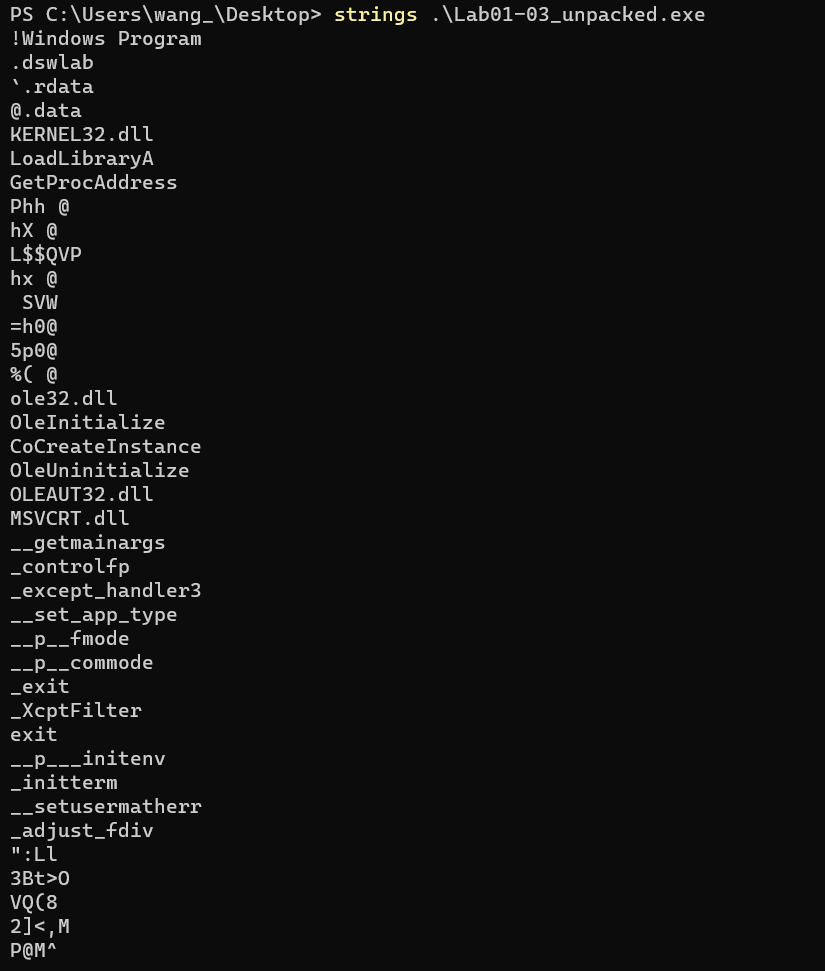 PS C:\Users\wang_\Desktop> strings .\Lab01-03_unpacked.exe
!Windows Program
.dswlab
`.rdata
@.data
KERNEL32.dll
LoadLibraryA
GetProcAddress
Phh @
hX @
L$$QVP
hx @
 SVW
=h0@
5p0@
%( @
ole32.dll
OleInitialize
CoCreateInstance
OleUninitialize
OLEAUT32.dll
MSVCRT.dll
__getmainargs
_controlfp
_except_handler3
__set_app_type
__p__fmode
__p__commode
_exit
_XcptFilter
exit
__p___initenv
_initterm
__setusermatherr
_adjust_fdiv
":Ll
3Bt>O
VQ(8
2]<,M
P@M^